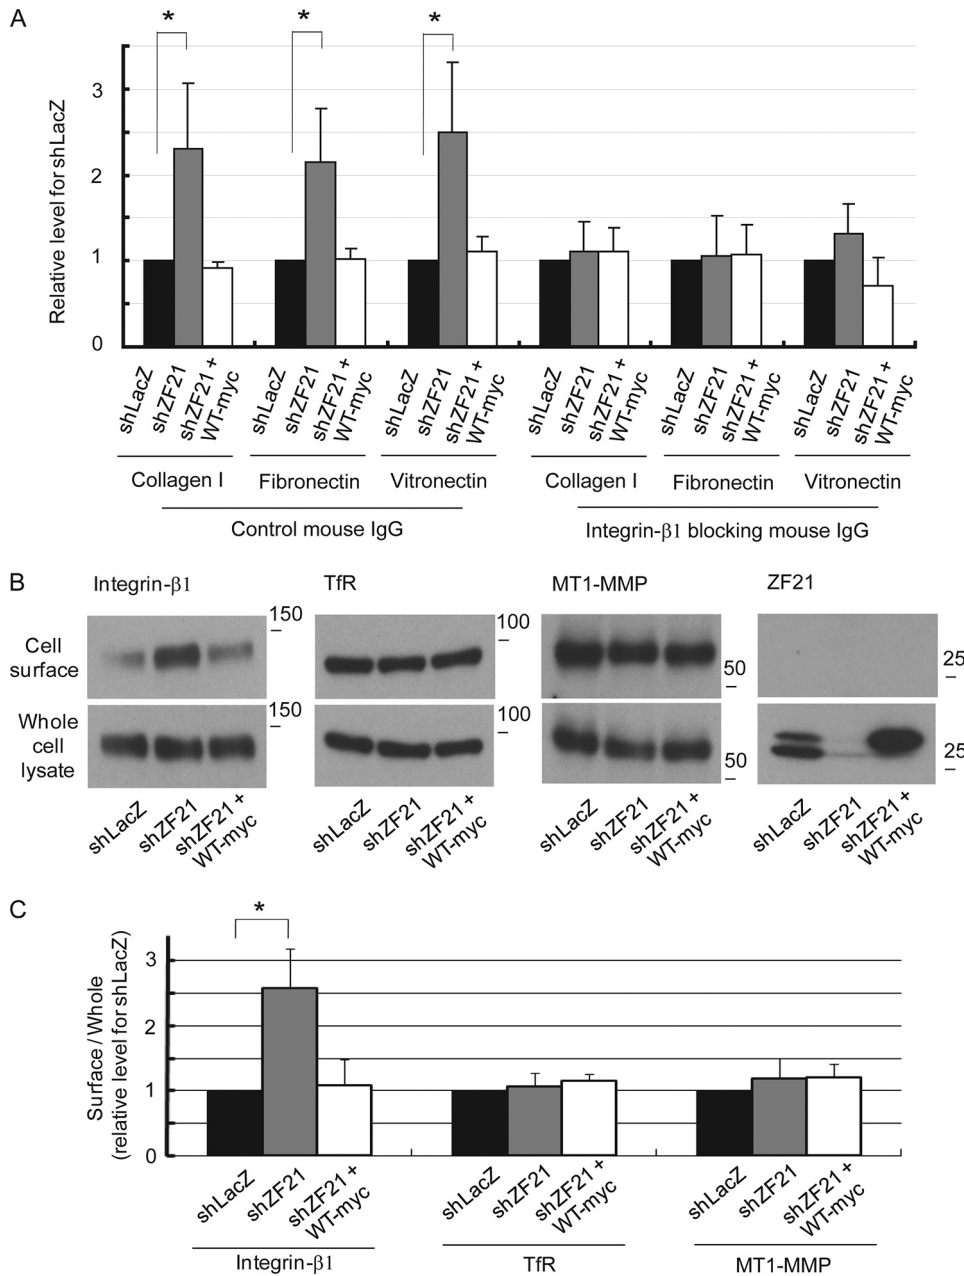 A
* * *
Relative level for shLacZ
3
2
1
0
shLacZ shZF21 shZF21 + WT-myc shLacZ shZF21 shZF21 + WT-myc shLacZ shZF21 shZF21 + WT-myc shLacZ shZF21 shZF21 + WT-myc shLacZ shZF21 shZF21 + WT-myc shLacZ shZF21 shZF21 + WT-myc
Collagen I Fibronectin Vitronectin Collagen I Fibronectin Vitronectin
Control mouse IgG Integrin-β1 blocking mouse IgG
B
Integrin-β1 TfR MT1-MMP ZF21
Cell surface
150 100 50 25
Whole cell lysate
150 100 50 25
shLacZ shZF21 shZF21 + WT-myc shLacZ shZF21 shZF21 + WT-myc shLacZ shZF21 shZF21 + WT-myc shLacZ shZF21 shZF21 + WT-myc
C
*
Surface / Whole
(relative level for shLacZ)
3
2
1
0
shLacZ shZF21 shZF21 + WT-myc shLacZ shZF21 shZF21 + WT-myc shLacZ shZF21 shZF21 + WT-myc
Integrin-β1 TfR MT1-MMP